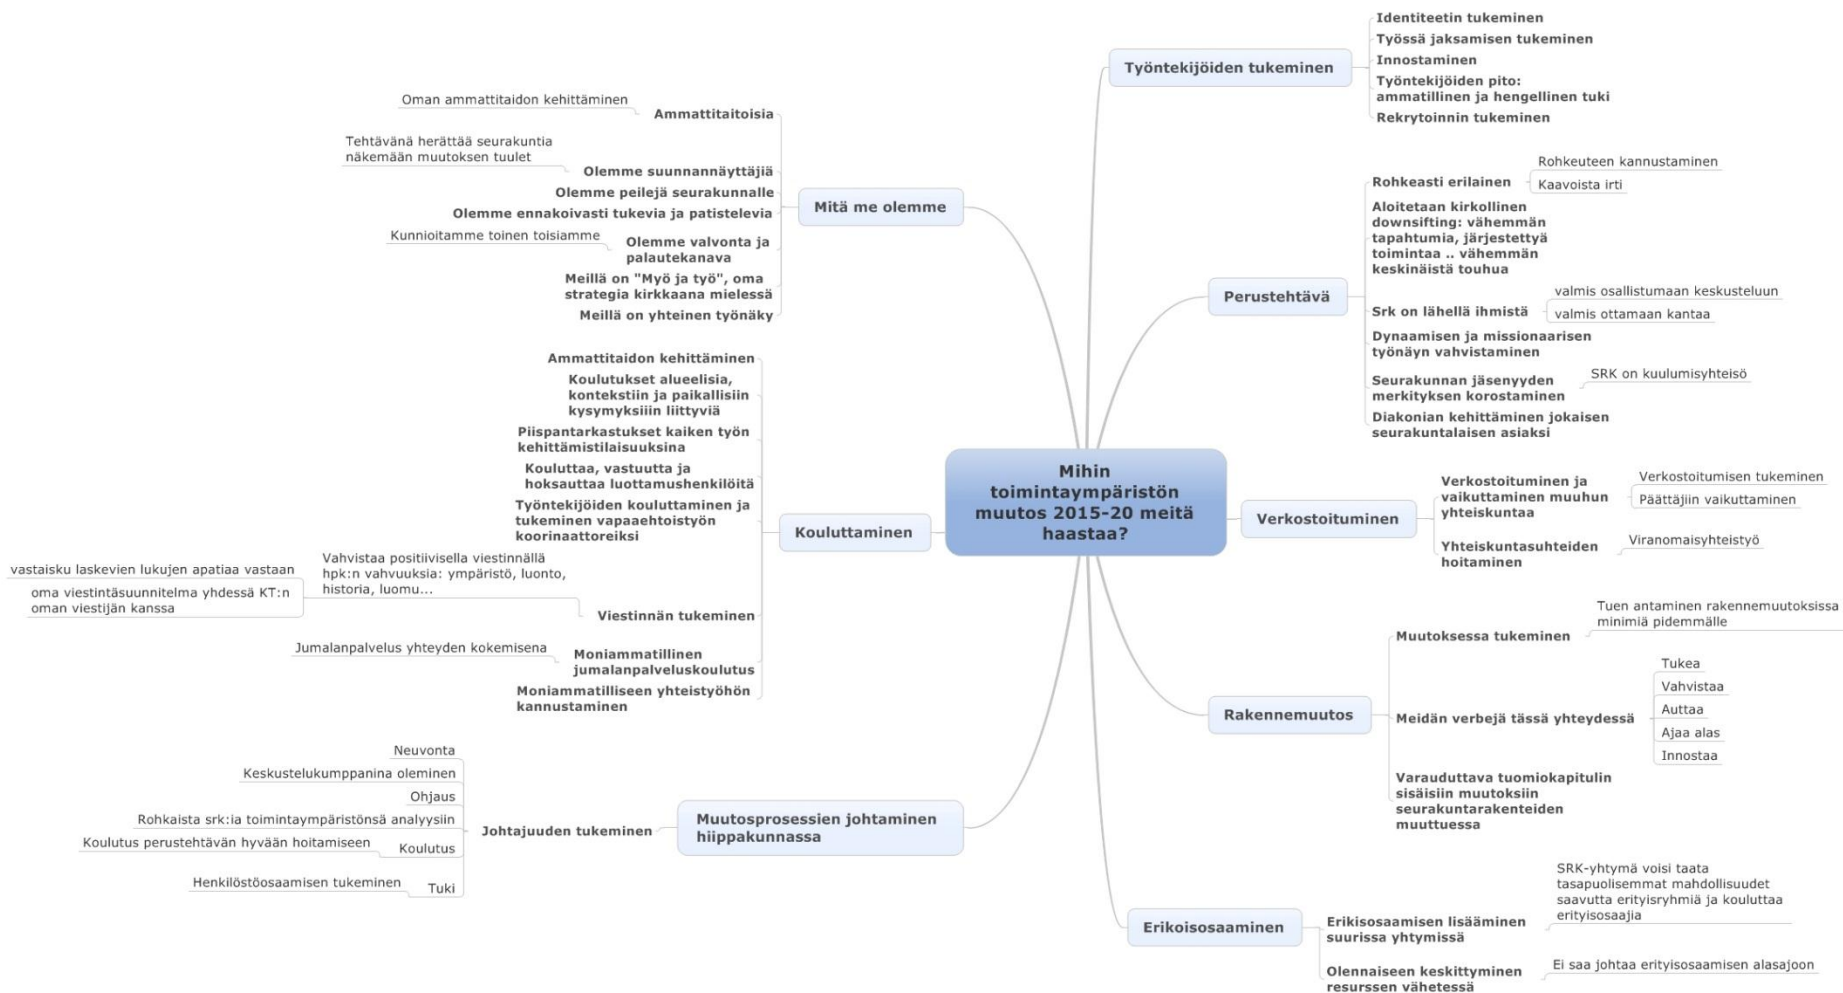 Mihin
toimintaympäristön
muutos 2015-20 meitä
haastaa?
Työntekijöiden tukeminen
Identiteetin tukeminen
Työssä jaksamisen tukeminen
Innostaminen
Työntekijöiden pito:
ammatillinen ja hengellinen tuki
Rekrytoinnin tukeminen
Perustehtävä
Rohkeasti erilainen
Rohkeuteen kannustaminen
Kaavoista irti
Aloitetaan kirkollinen
downsifting: vähemmän
tapahtumia, järjestettyä
toimintaa .. vähemmän
keskinäistä touhua
Srk on lähellä ihmistä
valmis osallistumaan keskusteluun
valmis ottamaan kantaa
Dynaamisen ja missionaarisen
työnäyn vahvistaminen
Seurakunnan jäsenyyden
merkityksen korostaminen
SRK on kuulumisyhteisö
Diakonian kehittäminen jokaisen
seurakuntalaisen asiaksi
Verkostoituminen
Verkostoituminen ja
vaikuttaminen muuhun
yhteiskuntaa
Verkostoitumisen tukeminen
Päättäjiin vaikuttaminen
Yhteiskuntasuhteiden
hoitaminen
Viranomaisyhteistyö
Rakennemuutos
Muutoksessa tukeminen
Tuen antaminen rakennemuutoksissa
minimiä pidemmälle
Meidän verbejä tässä yhteydessä
Tukea
Vahvistaa
Auttaa
Ajaa alas
Innostaa
Varauduttava tuomiokapitulin
sisäisiin muutoksiin
seurakuntarakenteiden
muuttuessa
Erikoisosaaminen
Erikisosaamisen lisääminen
suurissa yhtymissä
SRK-yhtymä voisi taata
tasapuolisemmat mahdollisuudet
saavutta erityisryhmiä ja kouluttaa
erityisosaajia
Olennaiseen keskittyminen
resurssen vähetessä
Ei saa johtaa erityisosaamisen alasajoon
Mitä me olemme
Ammattitaitoisia
Oman ammattitaidon kehittäminen
Olemme suunnannäyttäjiä
Tehtävänä herättää seurakuntia
näkemään muutoksen tuulet
Olemme peilejä seurakunnalle
Olemme ennakoivasti tukevia ja patistelevia
Olemme valvonta ja
palautekanava
Kunnioitamme toinen toisiamme
Meillä on "Myö ja työ", oma
strategia kirkkaana mielessä
Meillä on yhteinen työnäky
Kouluttaminen
Ammattitaidon kehittäminen
Koulutukset alueelisia,
kontekstiin ja paikallisiin
kysymyksiiin liittyviä
Piispantarkastukset kaiken työn
kehittämistilaisuuksina
Kouluttaa, vastuutta ja
hoksauttaa luottamushenkilöitä
Työntekijöiden kouluttaminen ja
tukeminen vapaaehtoistyön
koorinaattoreiksi
Viestinnän tukeminen
Vahvistaa positiivisella viestinnällä
hpk:n vahvuuksia: ympäristö, luonto,
historia, luomu...
vastaisku laskevien lukujen apatiaa vastaan
oma viestintäsuunnitelma yhdessä KT:n
oman viestijän kanssa
Moniammatillinen
jumalanpalveluskoulutus
Jumalanpalvelus yhteyden kokemisena
Moniammatilliseen yhteistyöhön
kannustaminen
Muutosprosessien johtaminen
hiippakunnassa
Johtajuuden tukeminen
Neuvonta
Keskustelukumppanina oleminen
Ohjaus
Rohkaista srk:ia toimintaympäristönsä analyysiin
Koulutus
Koulutus perustehtävän hyvään hoitamiseen
Tuki
Henkilöstöosaamisen tukeminen